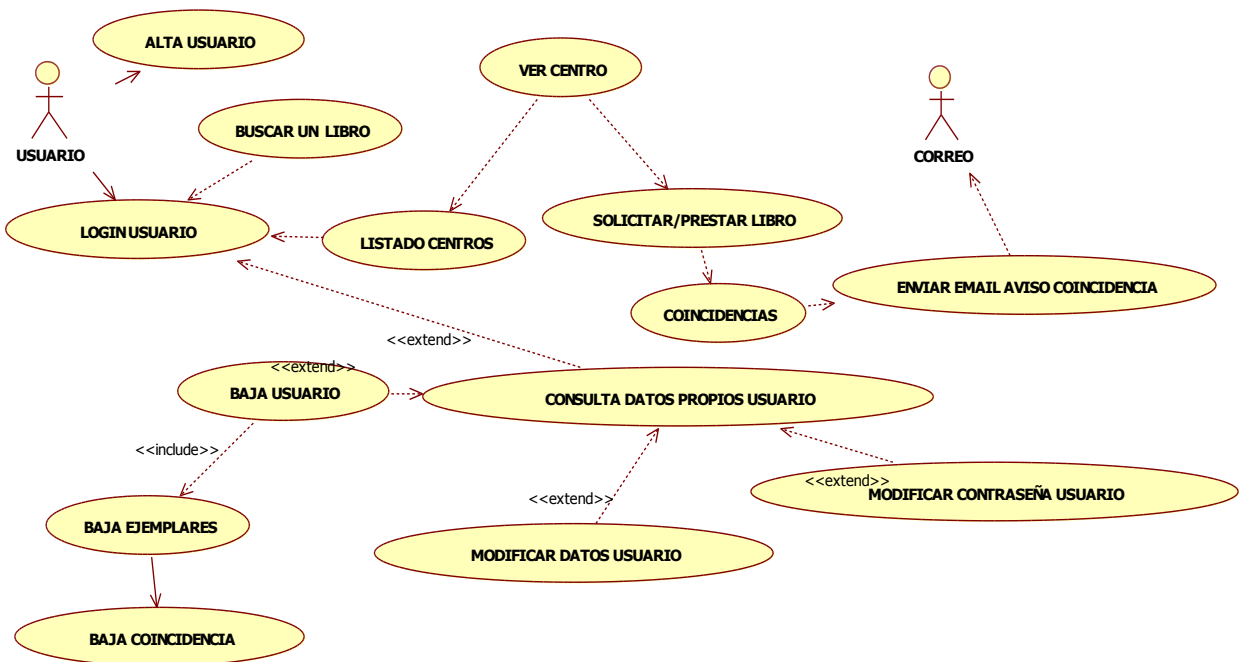 ALTA USUARIO
VER CENTRO
BUSCAR UN LIBRO
USUARIO
CORREO
SOLICITAR/PRESTAR LIBRO
LOGIN USUARIO
LISTADO CENTROS
ENVIAR EMAIL AVISO COINCIDENCIA
COINCIDENCIAS
<<extend>>
<<extend>>
BAJA USUARIO
CONSULTA DATOS PROPIOS USUARIO
<<include>>
<<extend>>
<<extend>>
MODIFICAR CONTRASEÑA USUARIO
BAJA EJEMPLARES
MODIFICAR DATOS USUARIO
BAJA COINCIDENCIA